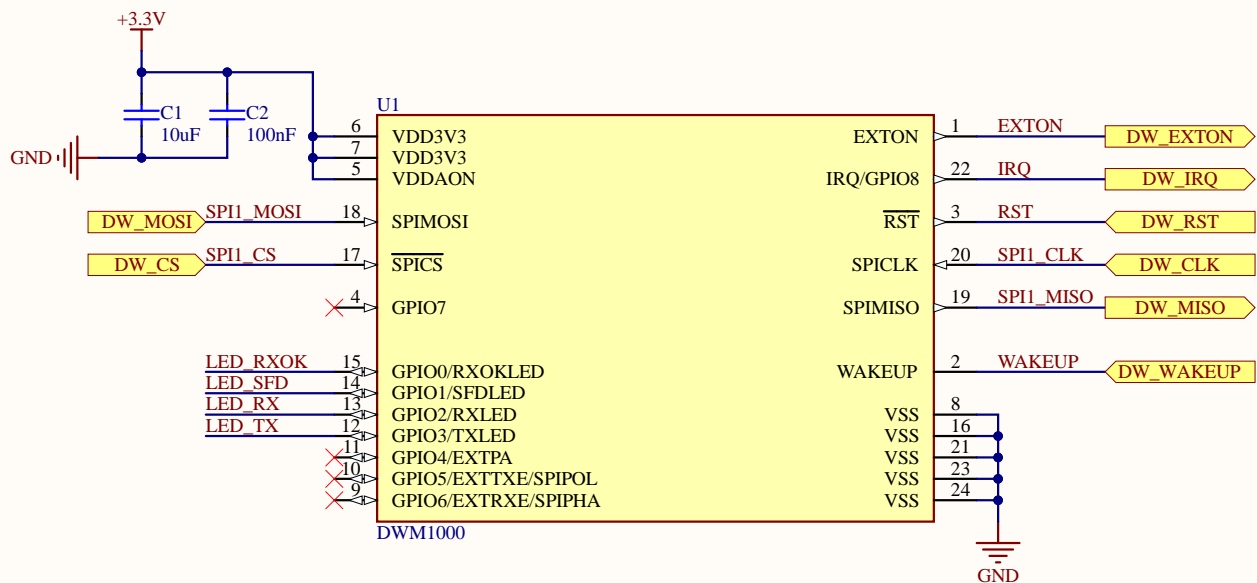 +3.3V
C1
10uF
C2
100nF
GND
U1
6 VDD3V3
7 VDD3V3
5 VDDAON
DW_MOSI SPI1_MOSI 18 SPIMOSI
DW_CS SPI1_CS 17 SPICS
4 GPIO7
LED_RXOK 15 GPIO0/RXOKLED
LED_SFD 14 GPIO1/SFDLED
LED_RX 13 GPIO2/RXLED
LED_TX 12 GPIO3/TXLED
11 GPIO4/EXTPA
10 GPIO5/EXTTXE/SPIPOL
9 GPIO6/EXTRXE/SPIPHA
DWM1000
EXTON 1 EXTON DW_EXTON
IRQ/GPIO8 22 IRQ DW_IRQ
RST 3 RST DW_RST
SPICLK 20 SPI1_CLK DW_CLK
SPIMISO 19 SPI1_MISO DW_MISO
WAKEUP 2 WAKEUP DW_WAKEUP
VSS 8
VSS 16
VSS 21
VSS 23
VSS 24
GND